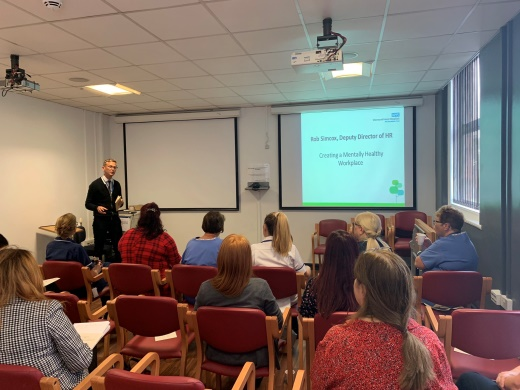 Rob Simcox, Deputy Director of HR
Creating a Mentally Healthy
Workplace